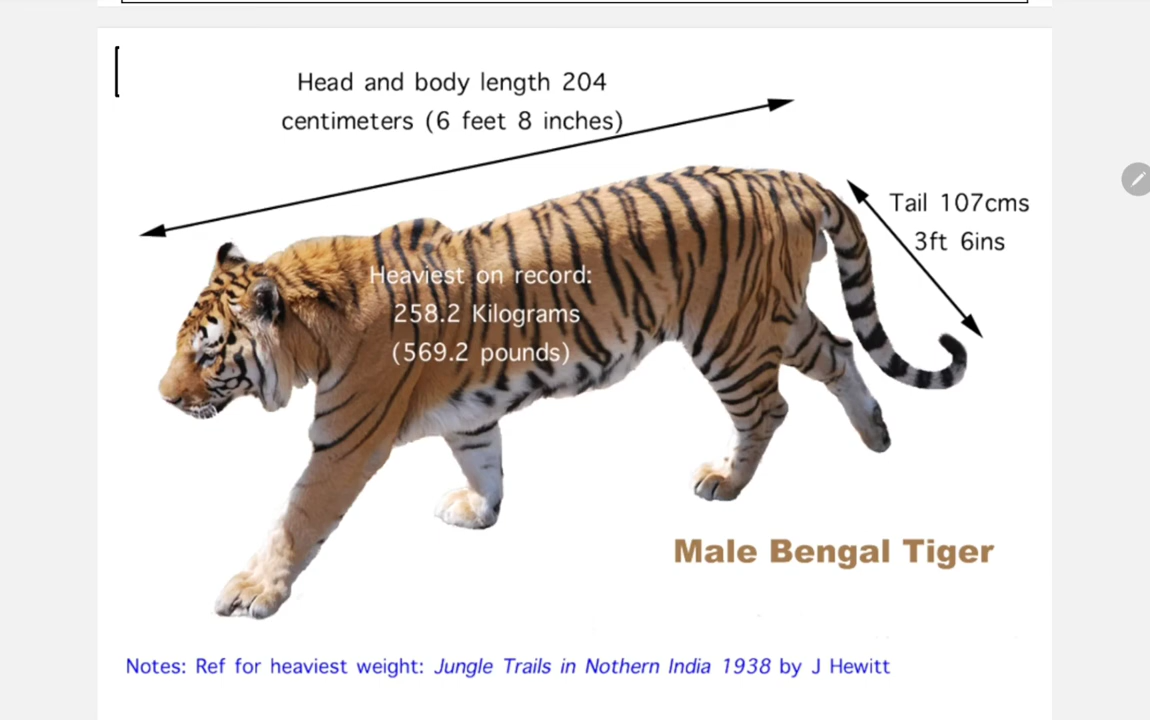 Head and body length 204
centimeters (6 feet 8 inches)
Tail 107cms
3ft 6ins
Heaviest on record:
258.2 Kilograms
(569.2 pounds)
Male Bengal Tiger
Notes: Ref for heaviest weight: Jungle Trails in Nothern India 1938 by J Hewitt